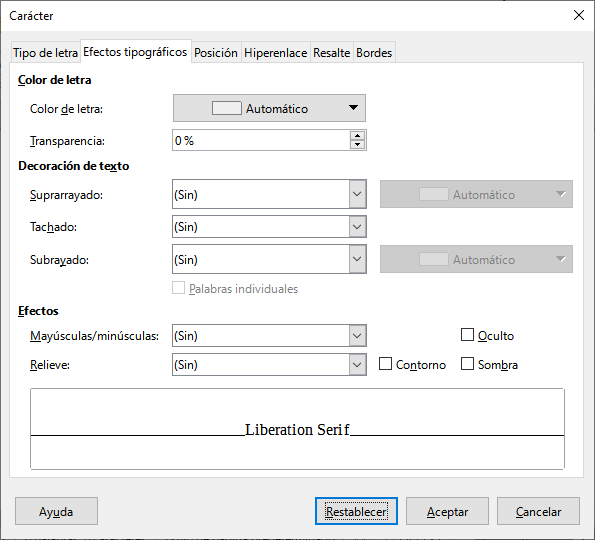 Carácter
Tipo de letra Efectos tipográficos Posición Hiperenlace Resalte Bordes
Color de letra
Color de letra: Automático
Transparencia: 0 %
Decoración de texto
Suprarrayado: (Sin) Automático
Tachado: (Sin)
Subrayado: (Sin) Automático
Palabras individuales
Efectos
Mayúsculas/minúsculas: (Sin) Oculto
Relieve: (Sin) Contorno Sombra
Liberation Serif
Ayuda Restablecer Aceptar Cancelar